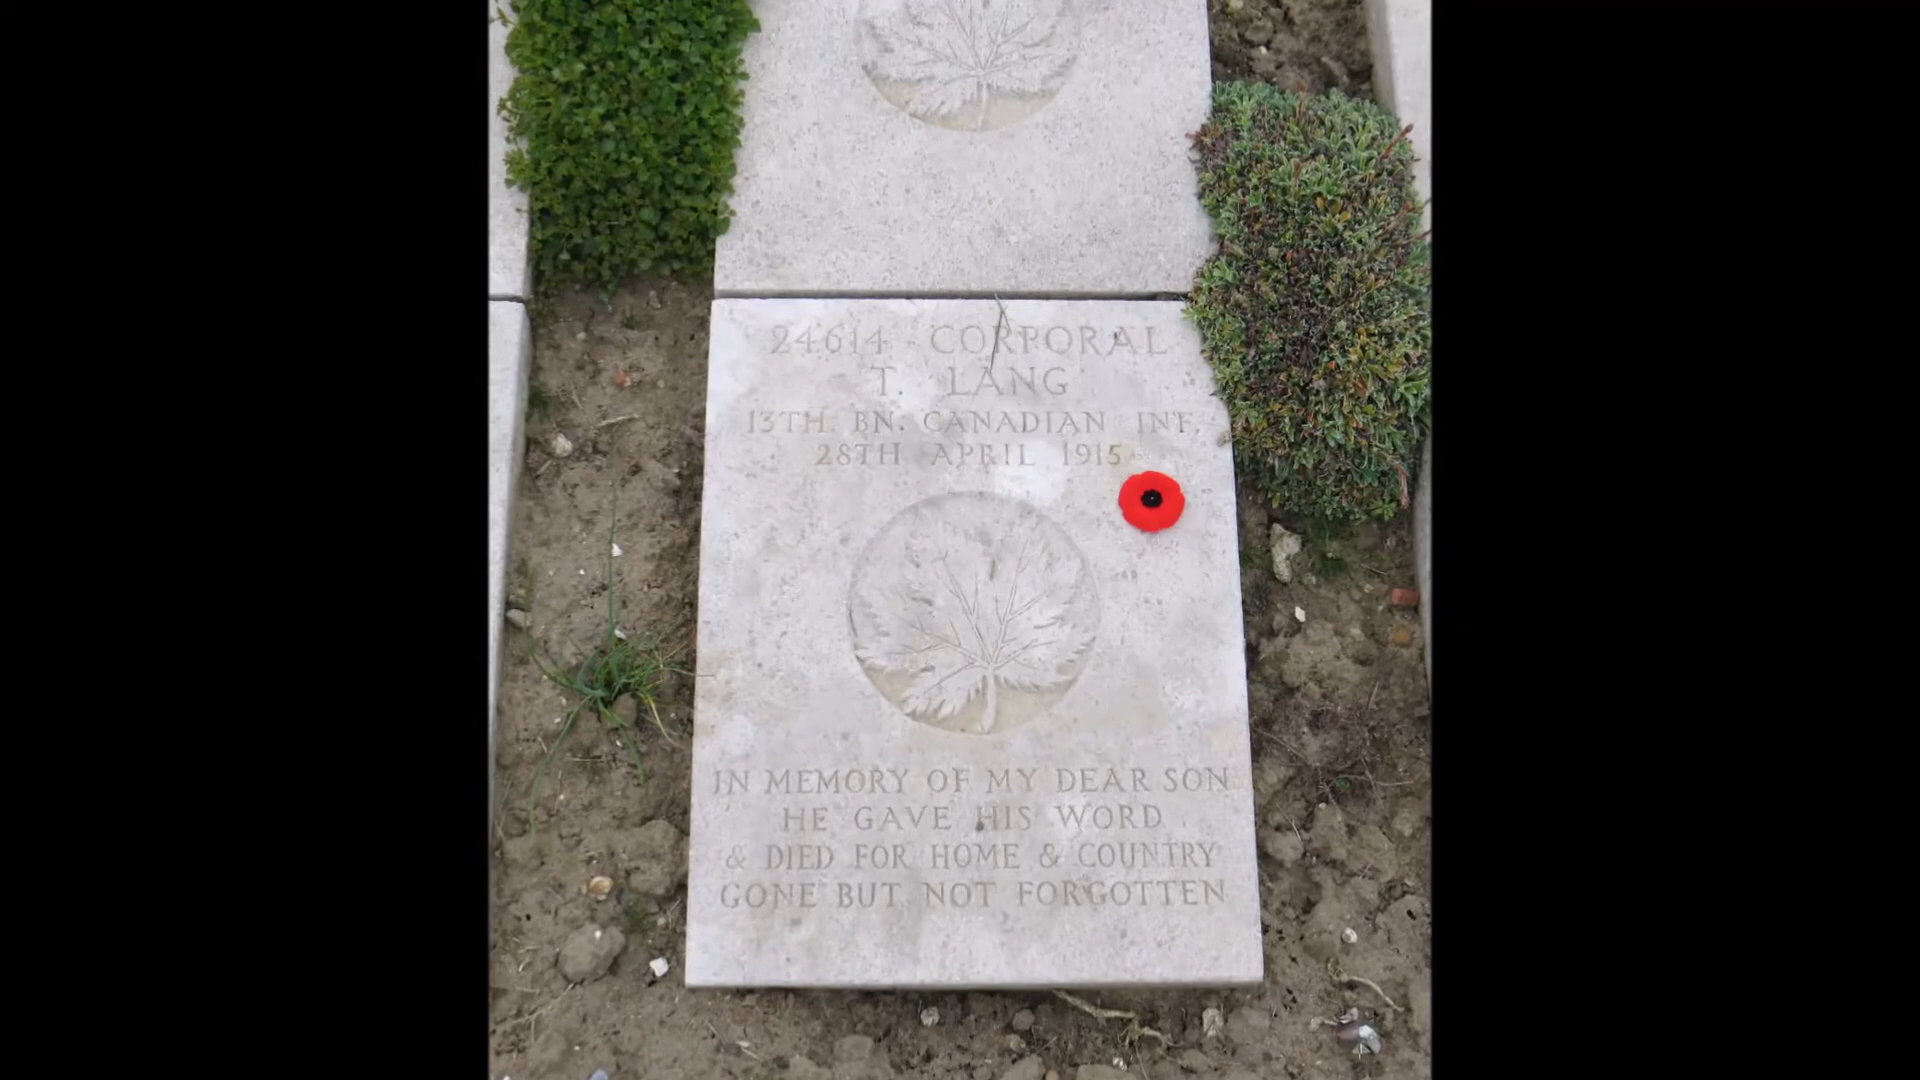 24614 CORPORAL
T. LANG
13TH. BN. CANADIAN INF.
28TH APRIL 1915
IN MEMORY OF MY DEAR SON
HE GAVE HIS WORD
& DIED FOR HOME & COUNTRY
GONE BUT NOT FORGOTTEN